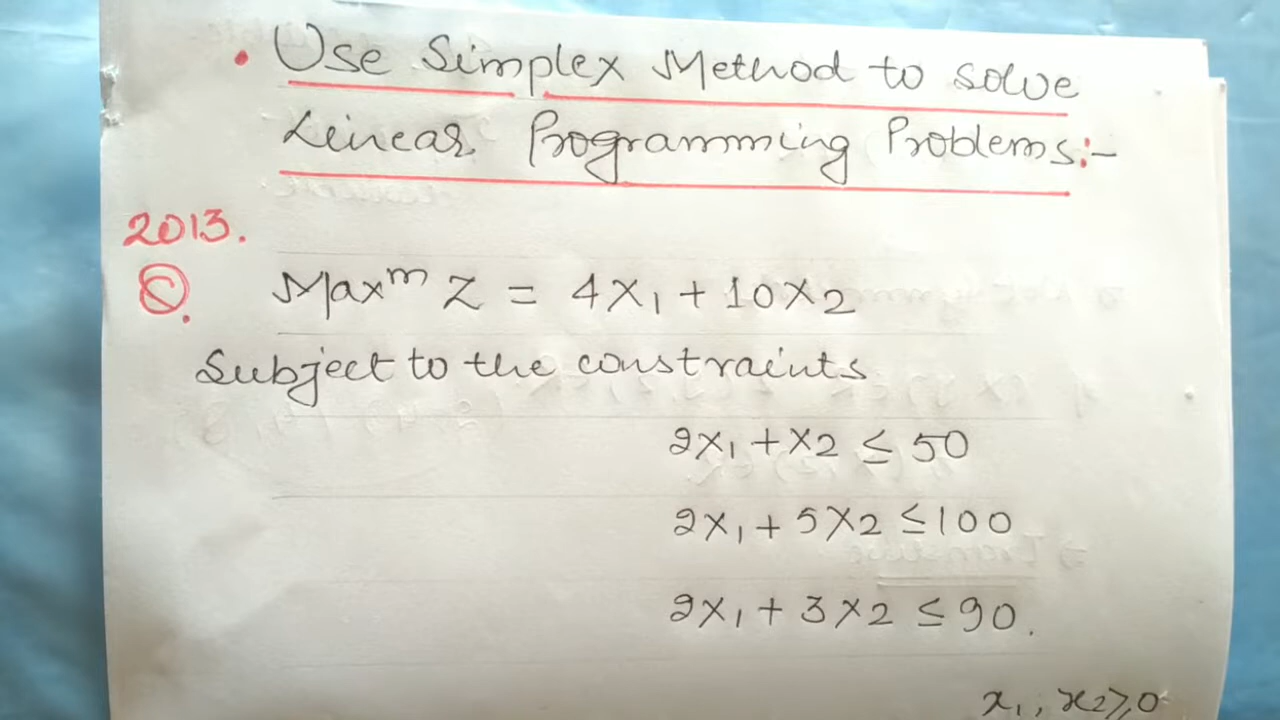 • Use Simplex Method to solve
Linear Programming Problems:-
2013.
Q. Maxᵐ Z = 4X₁ + 10X₂
Subject to the constraints
2X₁ + X₂ ≤ 50
2X₁ + 5X₂ ≤ 100
2X₁ + 3X₂ ≤ 90.
x₁, x₂ ≥ 0